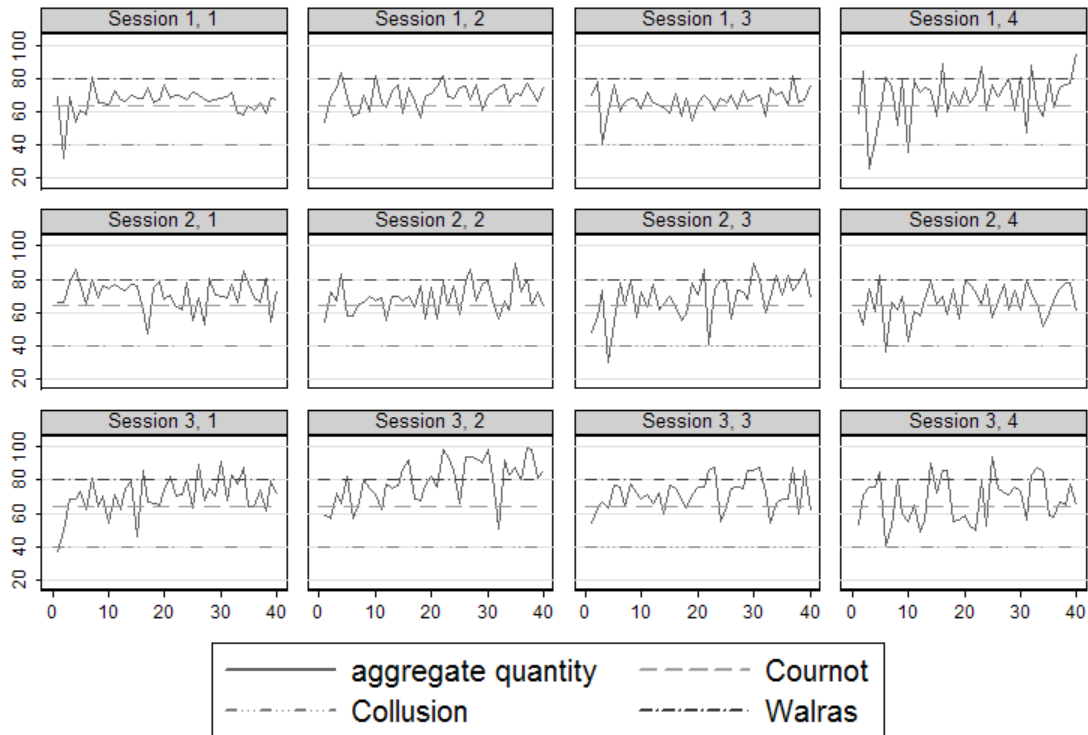 Session 1, 1
Session 1, 2
Session 1, 3
Session 1, 4
20 40 60 80 100
Session 2, 1
Session 2, 2
Session 2, 3
Session 2, 4
20 40 60 80 100
Session 3, 1
Session 3, 2
Session 3, 3
Session 3, 4
20 40 60 80 100
0 10 20 30 40
0 10 20 30 40
0 10 20 30 40
0 10 20 30 40
aggregate quantity
Cournot
Collusion
Walras